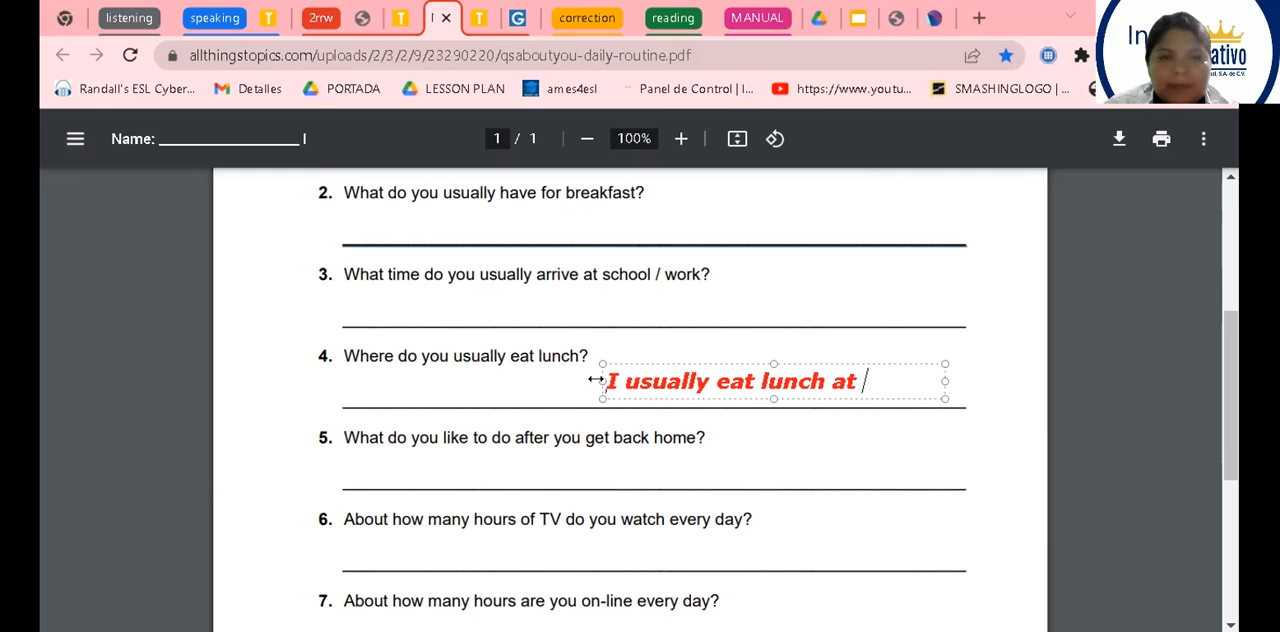 listening speaking 2rrw correction reading MANUAL
allthingstopics.com/uploads/2/3/2/9/23290220/qsaboutyou-daily-routine.pdf
In ativo
S.A. DE C.V.
Randall's ESL Cyber... Detalles PORTADA LESSON PLAN ames4esl Panel de Control | I... https://www.youtu... SMASHINGLOGO | ...
Name: ________________ I 1 / 1 100%
2. What do you usually have for breakfast?
3. What time do you usually arrive at school / work?
4. Where do you usually eat lunch?
I usually eat lunch at
5. What do you like to do after you get back home?
6. About how many hours of TV do you watch every day?
7. About how many hours are you on-line every day?